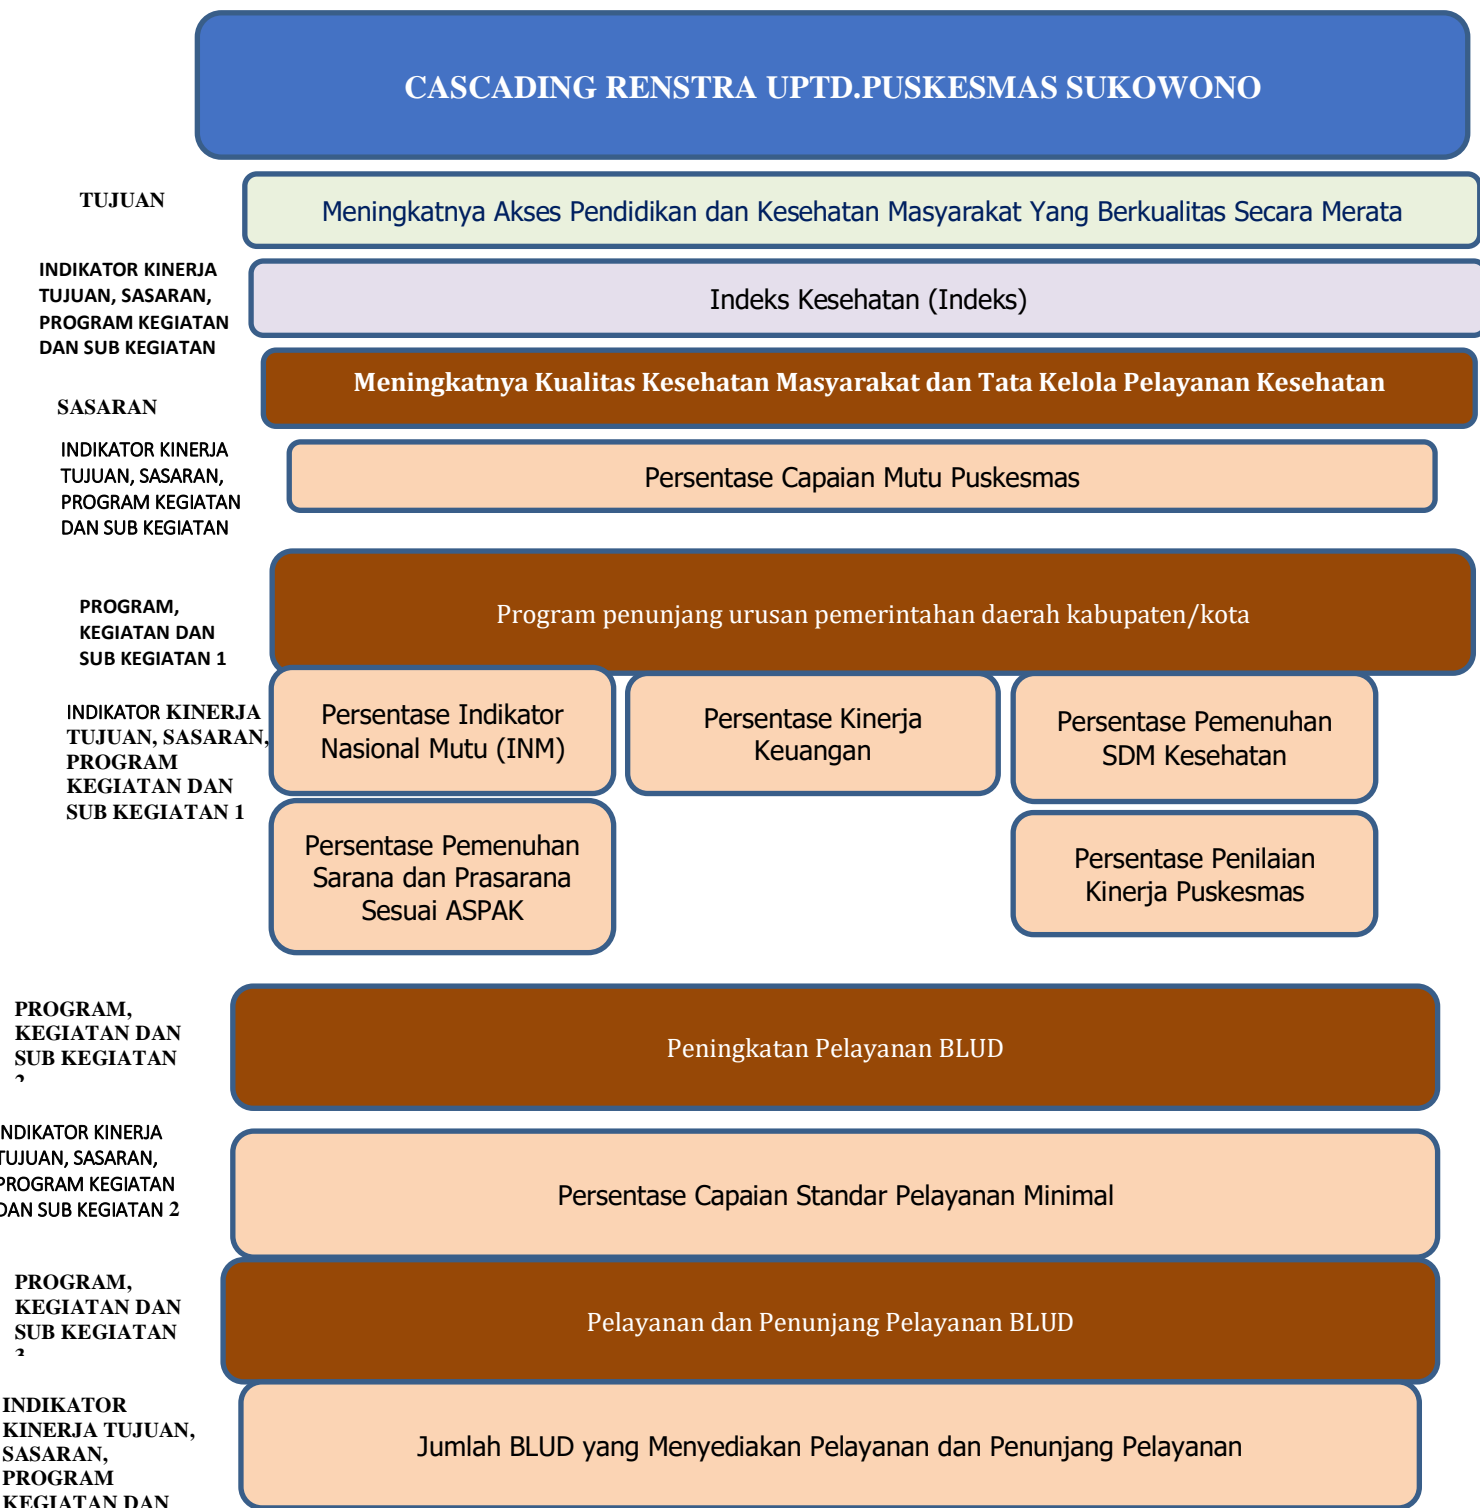 CASCADING RENSTRA UPTD.PUSKESMAS SUKOWONO
TUJUAN
Meningkatnya Akses Pendidikan dan Kesehatan Masyarakat Yang Berkualitas Secara Merata
INDIKATOR KINERJA
TUJUAN, SASARAN,
PROGRAM KEGIATAN
DAN SUB KEGIATAN
Indeks Kesehatan (Indeks)
SASARAN
Meningkatnya Kualitas Kesehatan Masyarakat dan Tata Kelola Pelayanan Kesehatan
INDIKATOR KINERJA
TUJUAN, SASARAN,
PROGRAM KEGIATAN
DAN SUB KEGIATAN
Persentase Capaian Mutu Puskesmas
PROGRAM,
KEGIATAN DAN
SUB KEGIATAN 1
Program penunjang urusan pemerintahan daerah kabupaten/kota
INDIKATOR KINERJA
TUJUAN, SASARAN,
PROGRAM
KEGIATAN DAN
SUB KEGIATAN 1
Persentase Indikator
Nasional Mutu (INM)
Persentase Kinerja
Keuangan
Persentase Pemenuhan
SDM Kesehatan
Persentase Pemenuhan
Sarana dan Prasarana
Sesuai ASPAK
Persentase Penilaian
Kinerja Puskesmas
PROGRAM,
KEGIATAN DAN
SUB KEGIATAN
2
Peningkatan Pelayanan BLUD
INDIKATOR KINERJA
TUJUAN, SASARAN,
PROGRAM KEGIATAN
DAN SUB KEGIATAN 2
Persentase Capaian Standar Pelayanan Minimal
PROGRAM,
KEGIATAN DAN
SUB KEGIATAN
3
Pelayanan dan Penunjang Pelayanan BLUD
INDIKATOR
KINERJA TUJUAN,
SASARAN,
PROGRAM
KEGIATAN DAN
Jumlah BLUD yang Menyediakan Pelayanan dan Penunjang Pelayanan